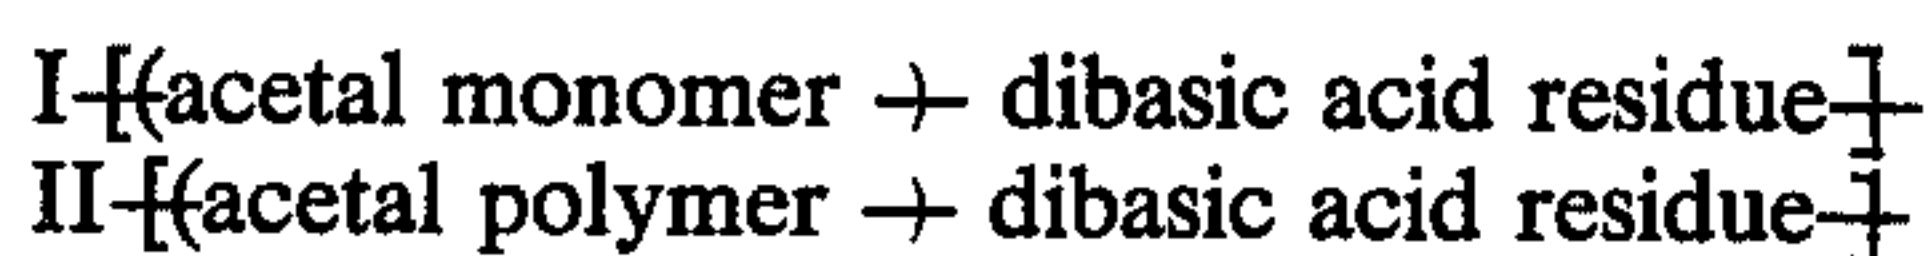 I-[(acetal monomer -)- dibasic acid residue-]-
II-[(acetal polymer -)- dibasic acid residue-]-